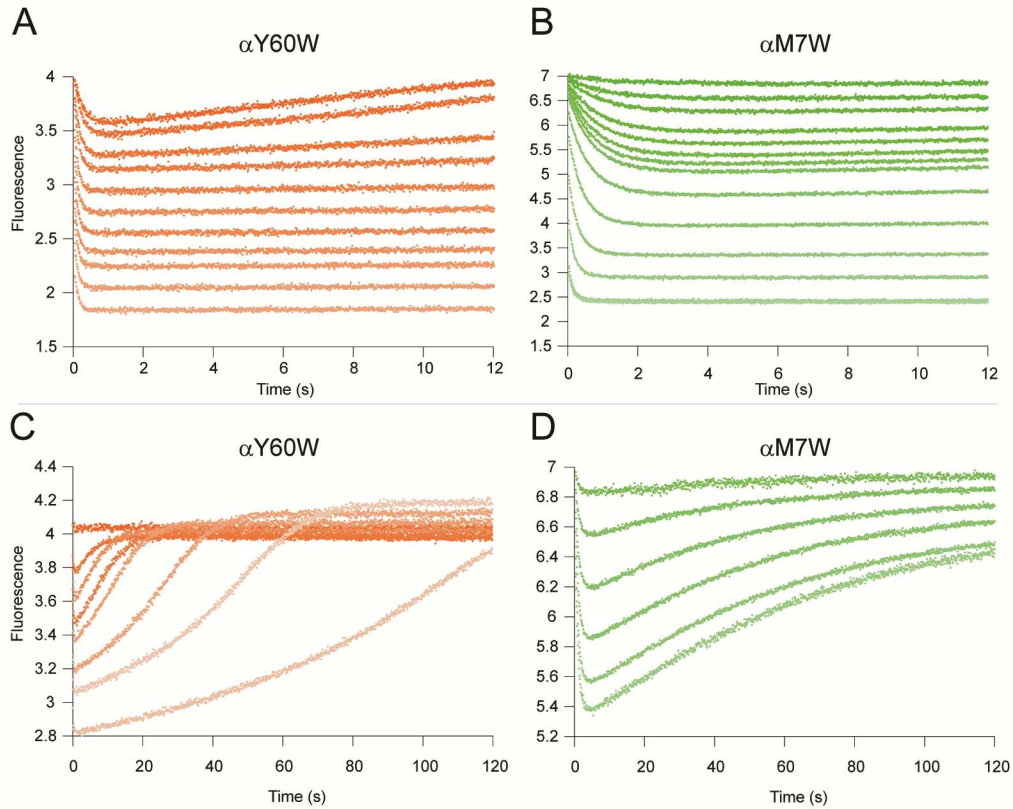 A
αY60W
Fluorescence
4
3.5
3
2.5
2
1.5
0 2 4 6 8 10 12
Time (s)
B
αM7W
7
6.5
6
5.5
5
4.5
4
3.5
3
2.5
2
1.5
0 2 4 6 8 10 12
Time (s)
C
αY60W
Fluorescence
4.4
4.2
4
3.8
3.6
3.4
3.2
3
2.8
0 20 40 60 80 100 120
Time (s)
D
αM7W
7
6.8
6.6
6.4
6.2
6
5.8
5.6
5.4
5.2
0 20 40 60 80 100 120
Time (s)